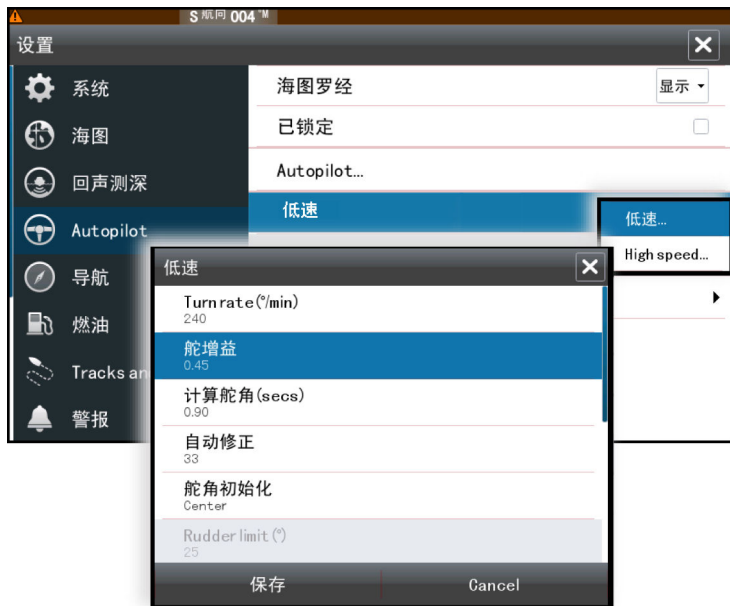 S 航向 004 °M
设置
系统
海图
回声测深
Autopilot
导航
燃油
Tracks an
警报
海图罗经
显示
已锁定
Autopilot…
低速
低速…
High speed…
低速
Turn rate (°/min)
240
舵增益
0.45
计算舵角(secs)
0.90
自动修正
33
舵角初始化
Center
Rudder limit (°)
25
保存
Cancel